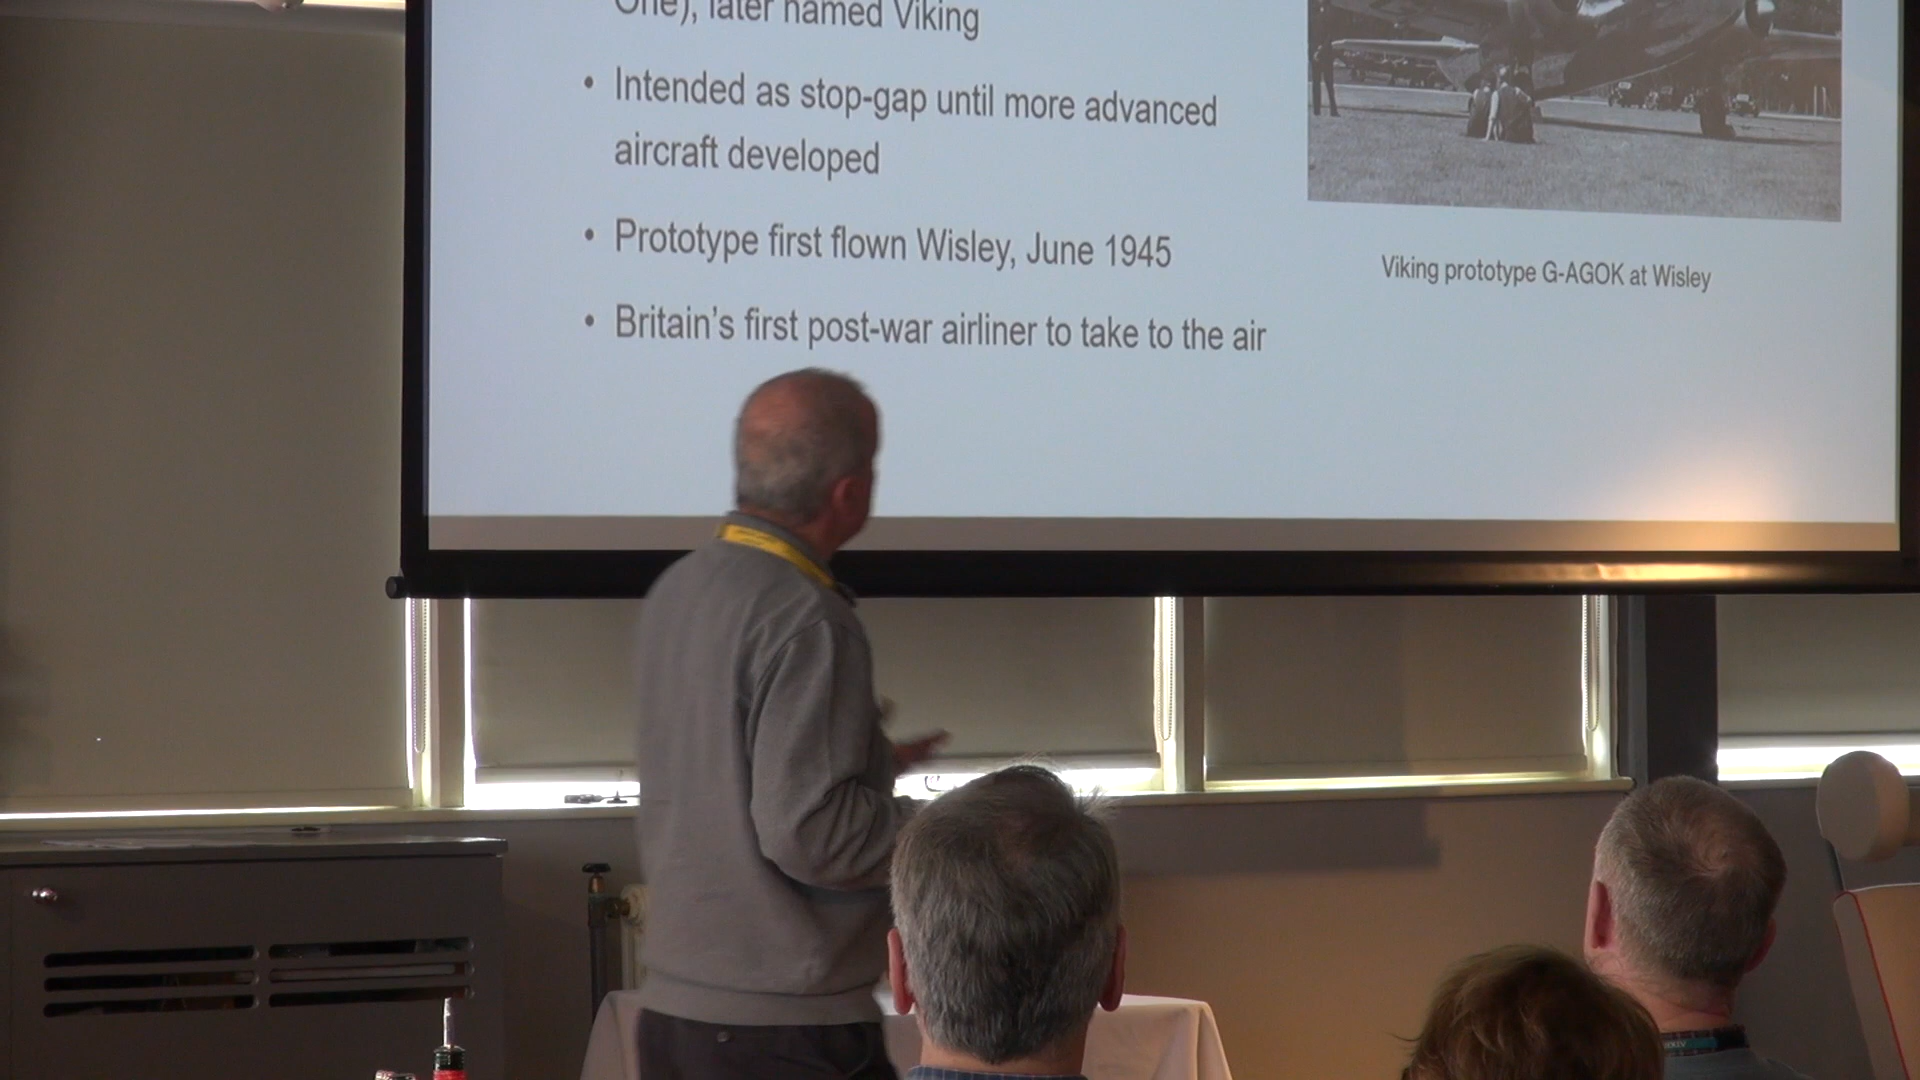 One), later named Viking
• Intended as stop-gap until more advanced
aircraft developed
• Prototype first flown Wisley, June 1945
• Britain's first post-war airliner to take to the air
Viking prototype G-AGOK at Wisley